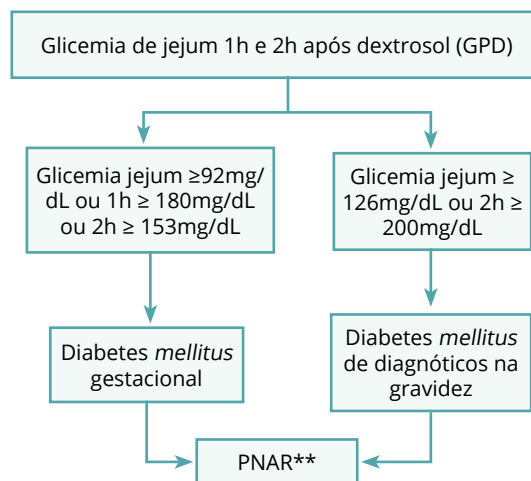 Glicemia de jejum 1h e 2h após dextrosol (GPD)
Glicemia jejum ≥92mg/
dL ou 1h ≥ 180mg/dL
ou 2h ≥ 153mg/dL
Glicemia jejum ≥
126mg/dL ou 2h ≥
200mg/dL
Diabetes mellitus
gestacional
Diabetes mellitus
de diagnóticos na
gravidez
PNAR**